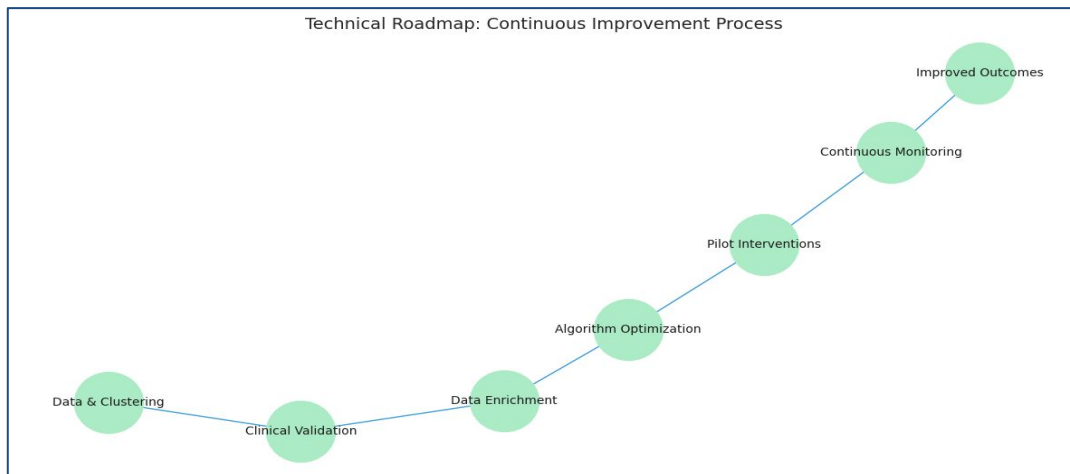 Technical Roadmap: Continuous Improvement Process
Improved Outcomes
Continuous Monitoring
Pilot Interventions
Algorithm Optimization
Data & Clustering
Data Enrichment
Clinical Validation